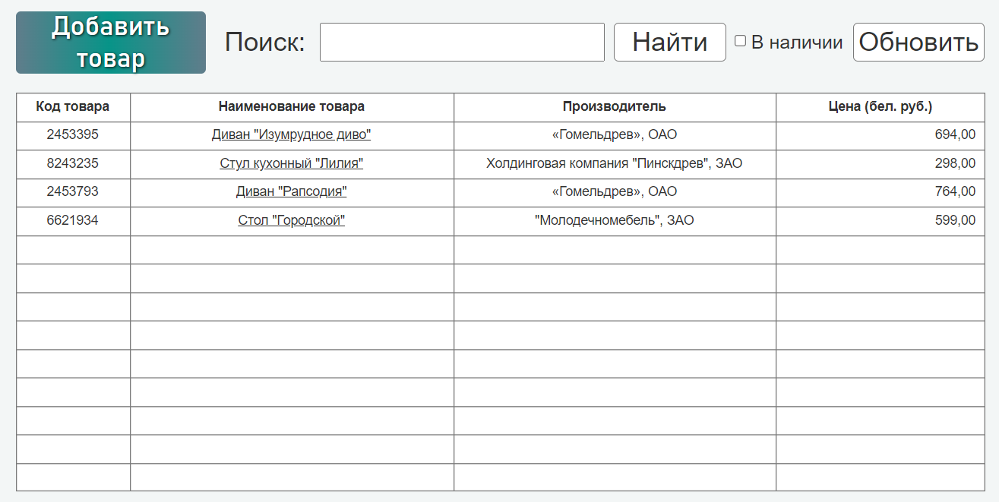 Добавить
товар
Поиск: Найти В наличии Обновить
Код товара Наименование товара Производитель Цена (бел. руб.)
2453395 Диван "Изумрудное диво" «Гомельдрев», ОАО 694,00
8243235 Стул кухонный "Лилия" Холдинговая компания "Пинскдрев", ЗАО 298,00
2453793 Диван "Рапсодия" «Гомельдрев», ОАО 764,00
6621934 Стол "Городской" "Молодечномебель", ЗАО 599,00